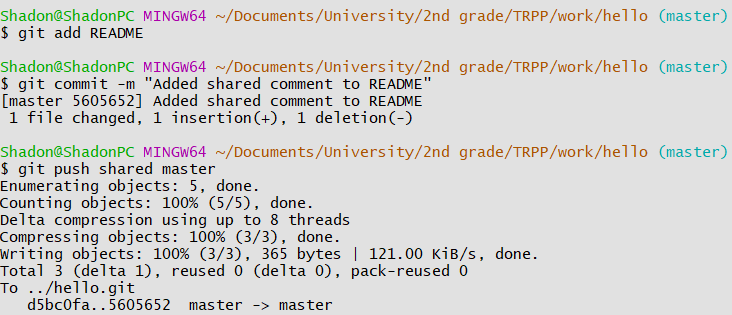 Shadon@ShadonPC MINGW64 ~/Documents/University/2nd grade/TRPP/work/hello (master)
$ git add README
Shadon@ShadonPC MINGW64 ~/Documents/University/2nd grade/TRPP/work/hello (master)
$ git commit -m "Added shared comment to README"
[master 5605652] Added shared comment to README
 1 file changed, 1 insertion(+), 1 deletion(-)
Shadon@ShadonPC MINGW64 ~/Documents/University/2nd grade/TRPP/work/hello (master)
$ git push shared master
Enumerating objects: 5, done.
Counting objects: 100% (5/5), done.
Delta compression using up to 8 threads
Compressing objects: 100% (3/3), done.
Writing objects: 100% (3/3), 365 bytes | 121.00 KiB/s, done.
Total 3 (delta 1), reused 0 (delta 0), pack-reused 0
To ../hello.git
   d5bc0fa..5605652  master -> master